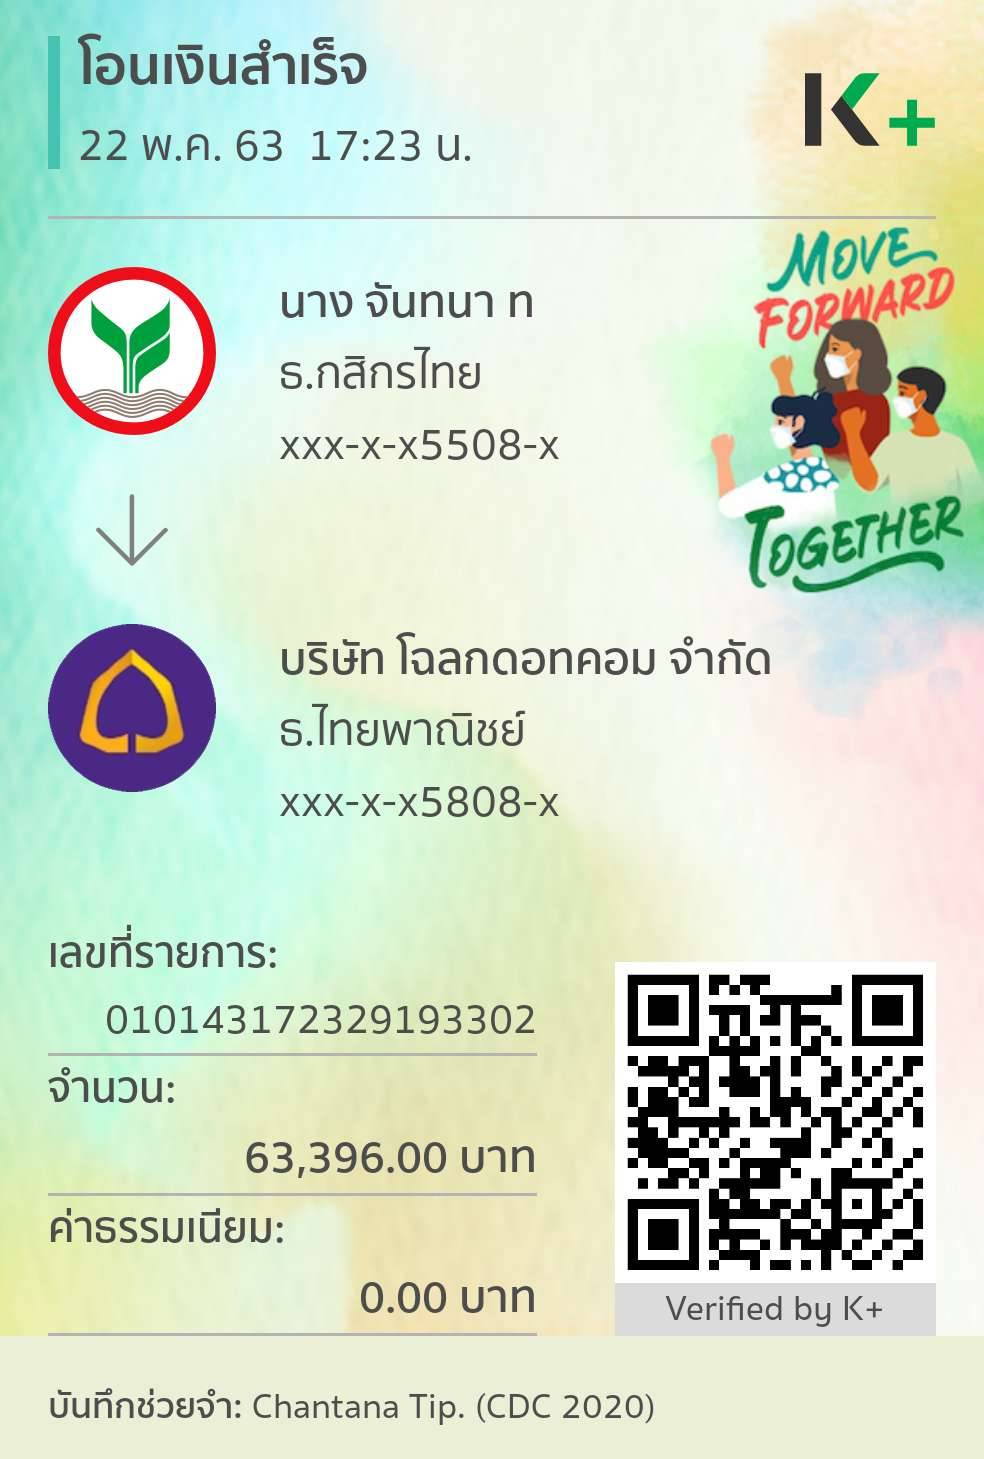 โอนเงินสำเร็จ
22 พ.ค. 63  17:23 น.
K+
MOVE
FORWARD
TOGETHER
นาง จันทนา ท
ธ.กสิกรไทย
xxx-x-x5508-x
บริษัท โฉลกดอทคอม จำกัด
ธ.ไทยพาณิชย์
xxx-x-x5808-x
เลขที่รายการ:
010143172329193302
จำนวน:
63,396.00 บาท
ค่าธรรมเนียม:
0.00 บาท
Verified by K+
บันทึกช่วยจำ: Chantana Tip. (CDC 2020)